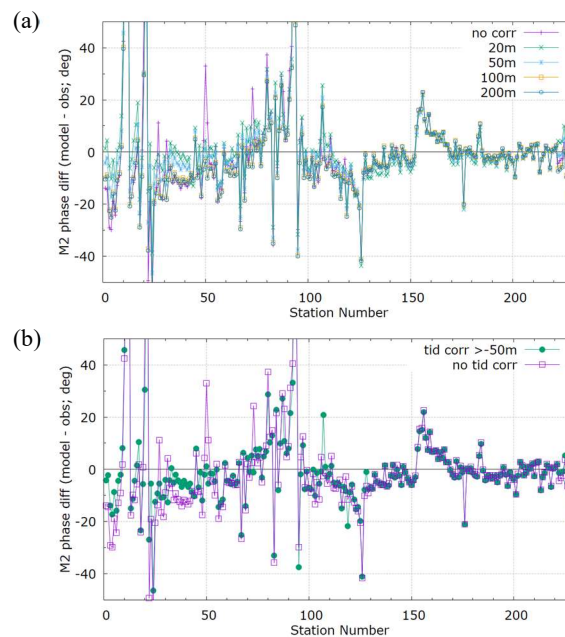 (a)
M2 phase diff (model - obs; deg)
40
20
0
-20
-40
no corr
20m
50m
100m
200m
0 50 100 150 200
Station Number
(b)
M2 phase diff (model - obs; deg)
40
20
0
-20
-40
tid corr >-50m
no tid corr
0 50 100 150 200
Station Number